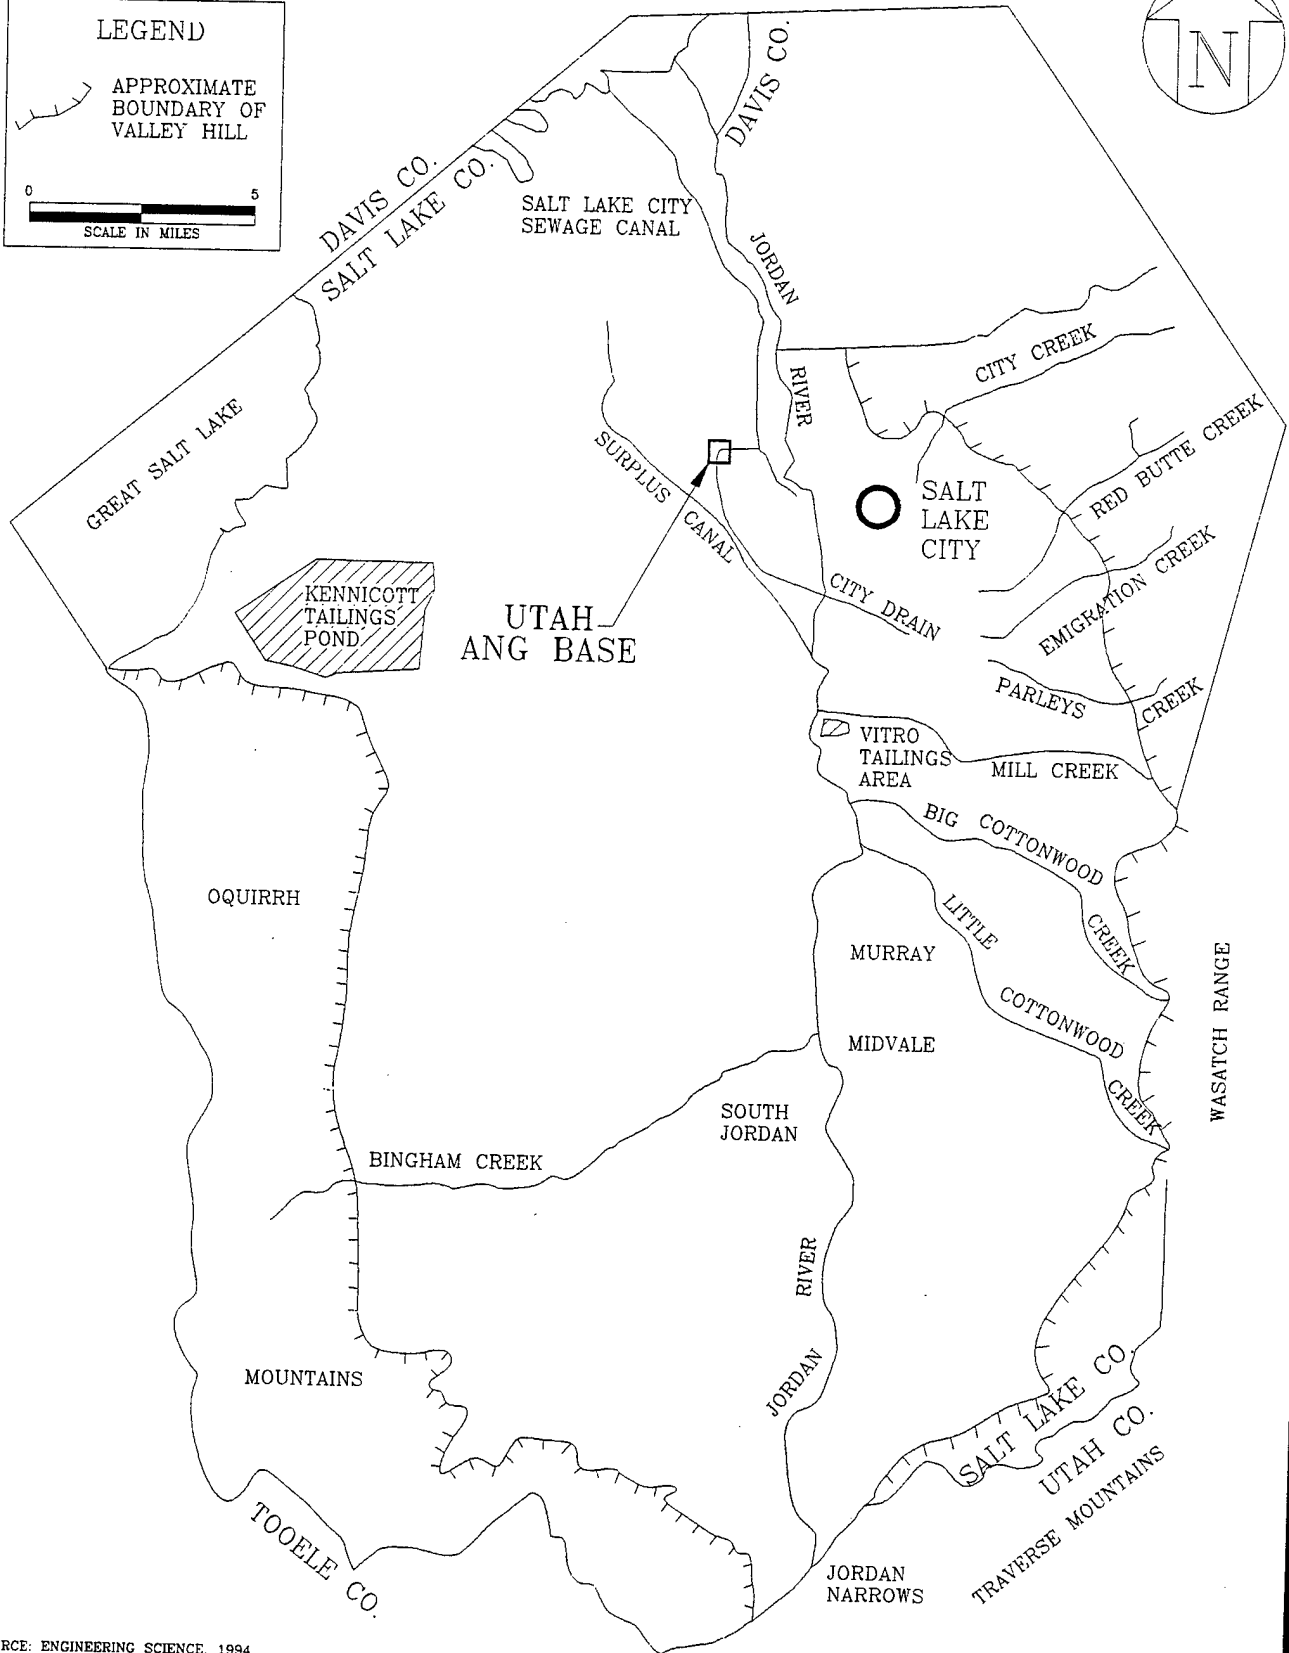 LEGEND
APPROXIMATE
BOUNDARY OF
VALLEY HILL
0 5
SCALE IN MILES
N
DAVIS CO.
DAVIS CO.
SALT LAKE CO.
SALT LAKE CITY
SEWAGE CANAL
JORDAN
RIVER
CITY CREEK
GREAT SALT LAKE
SURPLUS CANAL
RED BUTTE CREEK
SALT
LAKE
CITY
EMIGRATION CREEK
KENNICOTT
TAILINGS
POND
UTAH
ANG BASE
CITY DRAIN
PARLEYS CREEK
VITRO
TAILINGS
AREA
MILL CREEK
BIG COTTONWOOD
CREEK
OQUIRRH
LITTLE
COTTONWOOD
CREEK
MURRAY
MIDVALE
WASATCH RANGE
SOUTH
JORDAN
BINGHAM CREEK
RIVER
JORDAN
MOUNTAINS
SALT LAKE CO.
UTAH CO.
TRAVERSE MOUNTAINS
TOOELE CO.
JORDAN
NARROWS
RCE: ENGINEERING SCIENCE, 1994